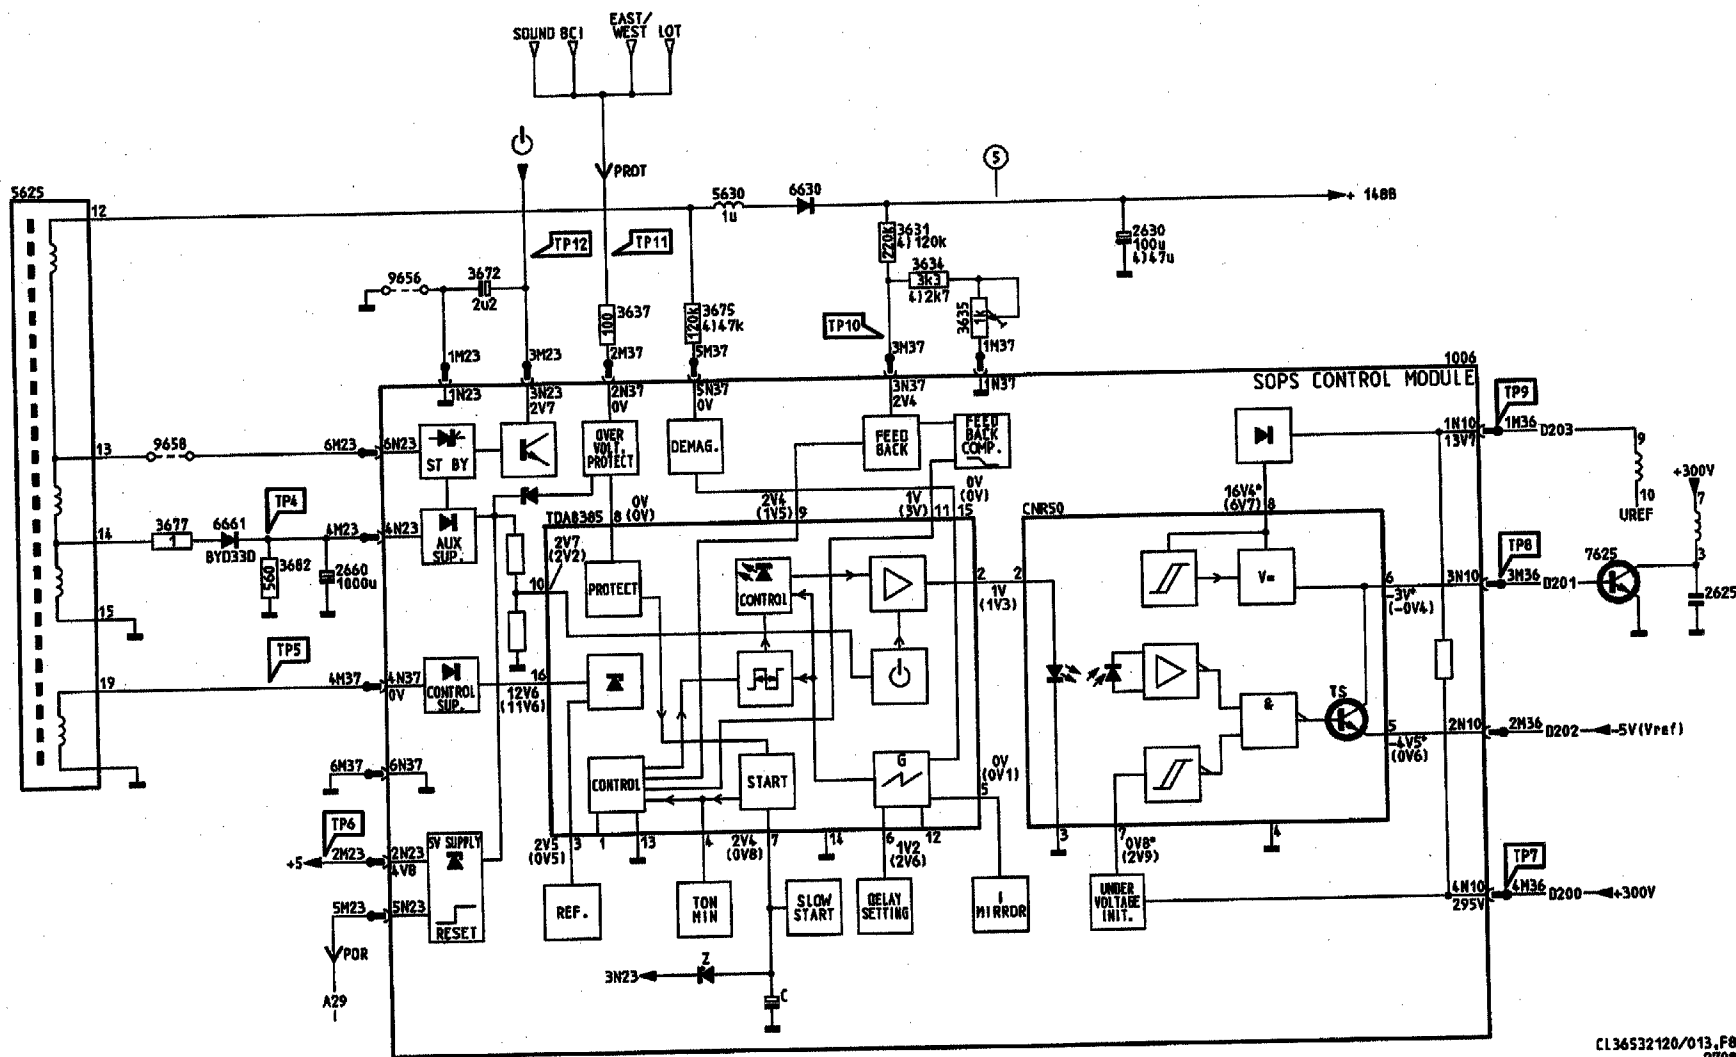 EAST/
SOUND BCI WEST LOT
PROT
5
5625
12
5630
1u
6630
+ 148B
TP12
TP11
3631
220k
4)120k
2630
100u
4)47u
9656
3672
2u2
3637
100
3675
120k
4)47k
3634
3k3
4)2k7
3635
1k
TP10
1M23
3M23
2M37
5M37
3M37
1M37
1006
1N23
3N23
2V7
2N37
0V
5N37
0V
3N37
2V4
1N37
SOPS CONTROL MODULE
TP9
13
9658
6M23
6N23
ST BY
OVER
VOLT.
PROTECT
DEMAG.
FEED
BACK
FEED
BACK
COMP.
1N10
13V7
1M36
D203
9
10
VREF
+300V
7
3
TP4
14
3677
1
6661
BYD33D
3682
560
2660
1000u
4M23
4N23
AUX
SUP.
0V
(0V)
8
TDA8385
2V4
(1V5)
9
1V
(3V)
11
0V
(0V)
15
CNR50
16V4*
(6V7)
8
2V7
(2V2)
10
PROTECT
CONTROL
2
1V
(1V3)
2
V=
6
-3V*
(-0V4)
3N10
TP8
3M36
D201
7625
2625
15
TP5
19
4M37
4N37
0V
CONTROL
SUP.
16
12V6
(11V6)
&
TS
5
-4V5*
(0V6)
2N10
2M36
D202
-5V(Vref)
6M37
6N37
CONTROL
START
G
0V
(0V1)
5
TP6
+5
2M23
2N23
4V8
5V SUPPLY
RESET
2V5
(0V5)
3
1
13
4
2V4
(0V8)
7
14
6
1V2
(2V6)
12
3
7
0V8*
(2V9)
4
TP7
5M23
5N23
REF.
TON
MIN
SLOW
START
DELAY
SETTING
I
MIRROR
UNDER
VOLTAGE
INIT.
4N10
295V
4M36
D200
+300V
POR
A29
3N23
Z
C
CL36532120/013.